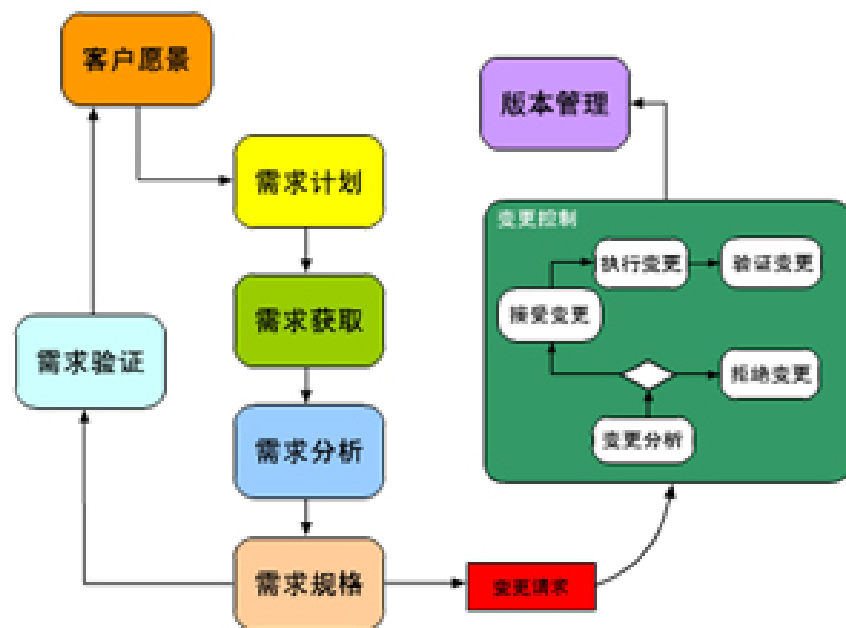 客户愿景
版本管理
需求计划
变更控制
执行变更
验证变更
需求获取
接受变更
需求验证
拒绝变更
需求分析
变更分析
需求规格
变更请求